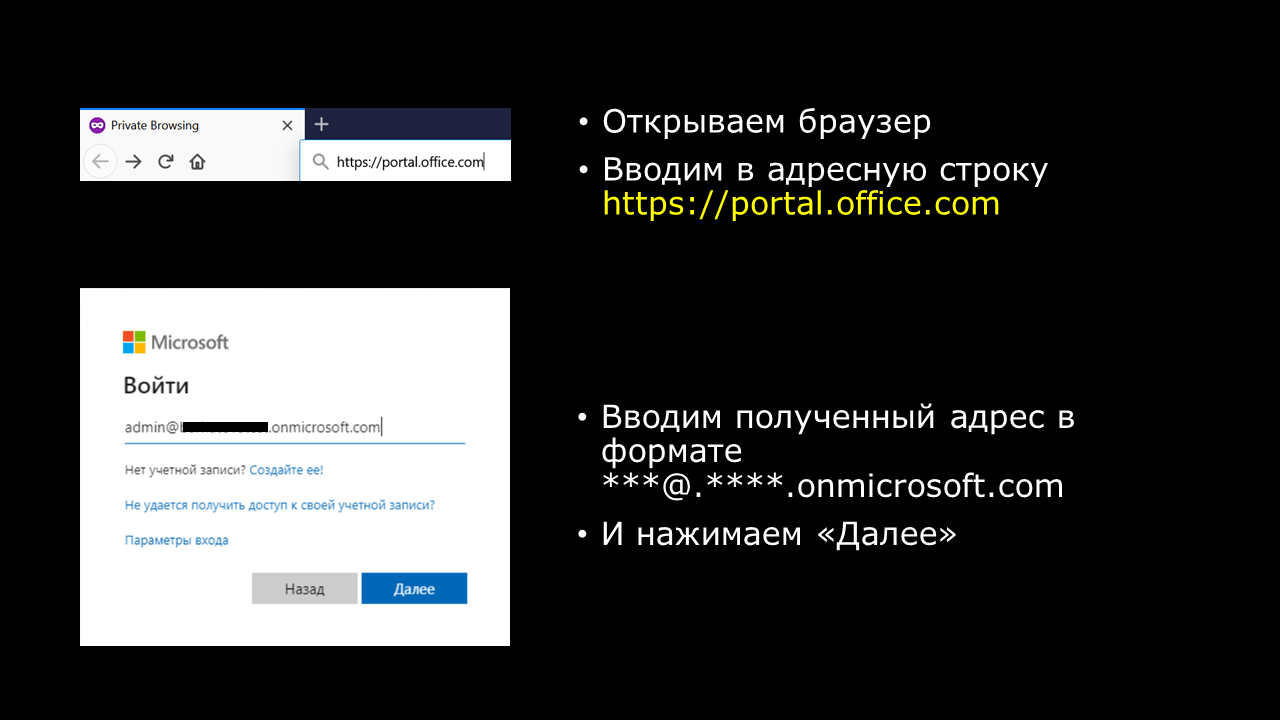 Private Browsing
https://portal.office.com
• Открываем браузер
• Вводим в адресную строку
https://portal.office.com
Microsoft
Войти
admin@ .onmicrosoft.com
Нет учетной записи? Создайте ее!
Не удается получить доступ к своей учетной записи?
Параметры входа
Назад
Далее
• Вводим полученный адрес в
формате
***@.****.onmicrosoft.com
• И нажимаем «Далее»